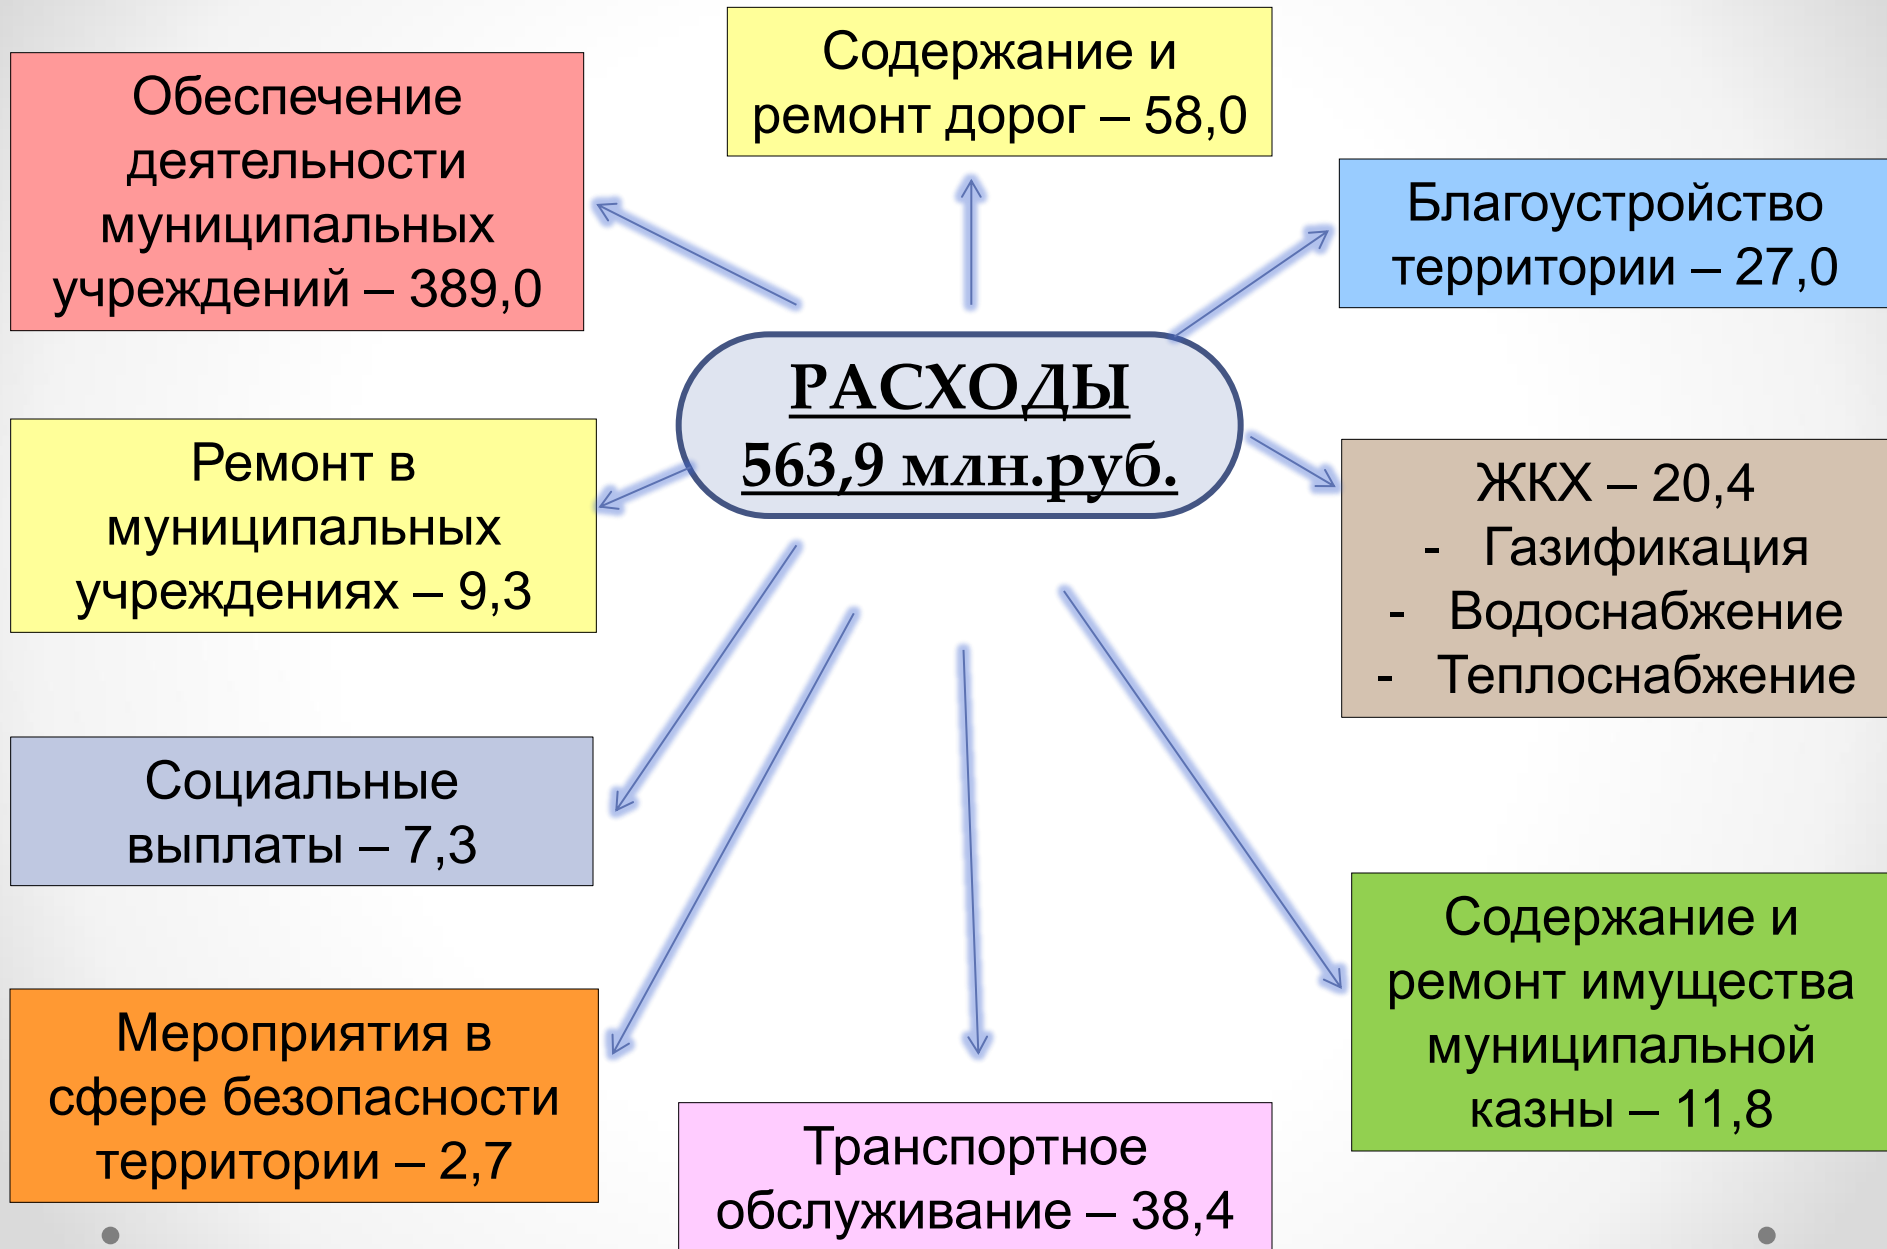 Обеспечение
деятельности
муниципальных
учреждений – 389,0
Содержание и
ремонт дорог – 58,0
Благоустройство
территории – 27,0
РАСХОДЫ
563,9 млн.руб.
Ремонт в
муниципальных
учреждениях – 9,3
ЖКХ – 20,4
- Газификация
- Водоснабжение
- Теплоснабжение
Социальные
выплаты – 7,3
Содержание и
ремонт имущества
муниципальной
казны – 11,8
Мероприятия в
сфере безопасности
территории – 2,7
Транспортное
обслуживание – 38,4